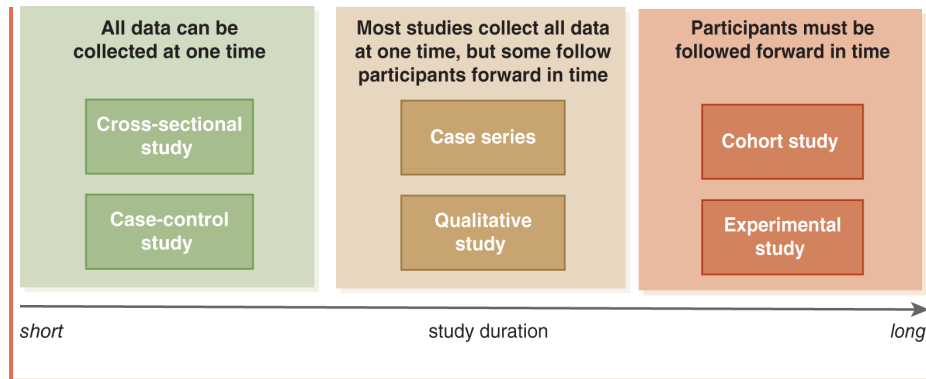 All data can be
collected at one time
Cross-sectional
study
Case-control
study
Most studies collect all data
at one time, but some follow
participants forward in time
Case series
Qualitative
study
Participants must be
followed forward in time
Cohort study
Experimental
study
short
study duration
long